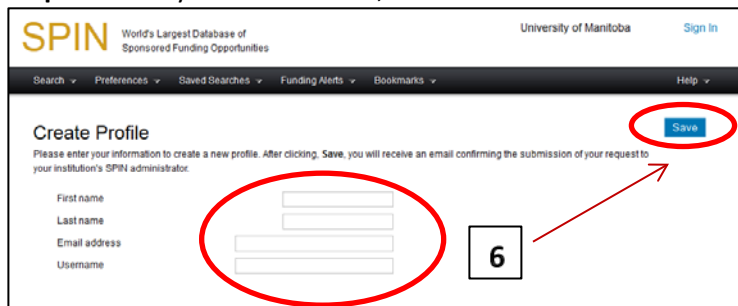 SPIN
World's Largest Database of
Sponsored Funding Opportunities
University of Manitoba
Sign In
Search Preferences Saved Searches Funding Alerts Bookmarks Help
Create Profile
Save
Please enter your information to create a new profile. After clicking, Save, you will receive an email confirming the submission of your request to
your institution's SPIN administrator.
First name
Last name
Email address
Username
6